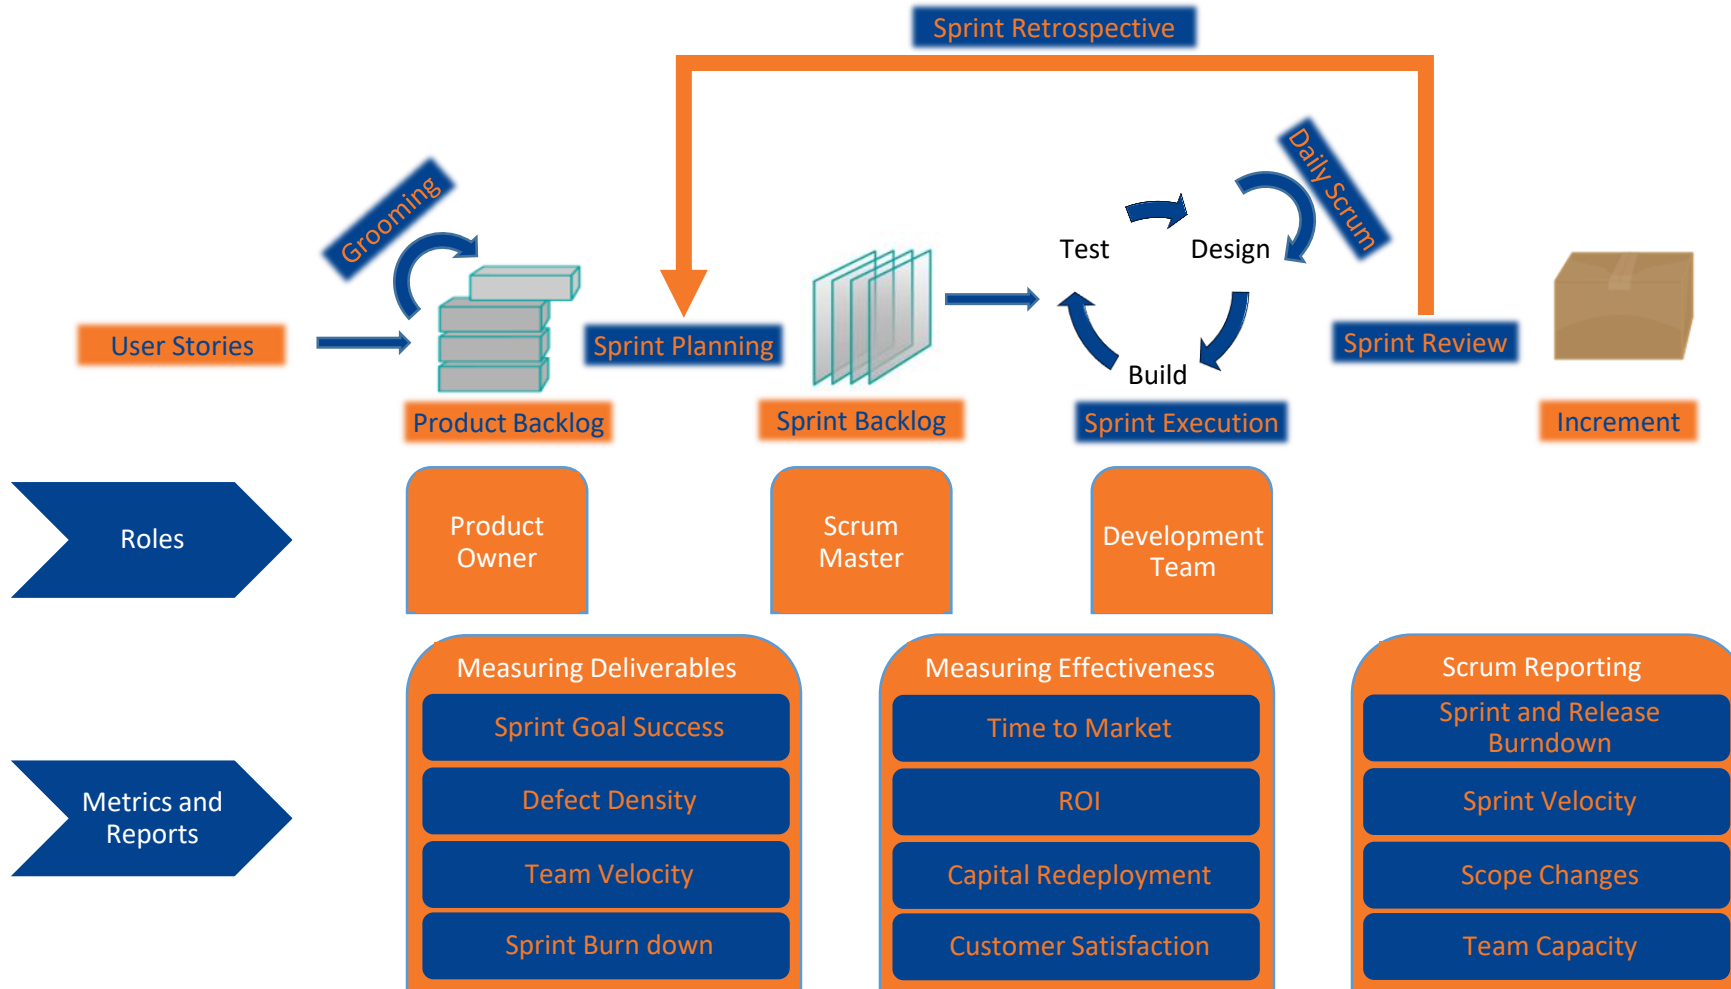 Sprint Retrospective
Grooming
Daily Scrum
Test
Design
User Stories
Sprint Planning
Sprint Review
Build
Product Backlog
Sprint Backlog
Sprint Execution
Increment
Roles
Product
Owner
Scrum
Master
Development
Team
Metrics and
Reports
Measuring Deliverables
Sprint Goal Success
Defect Density
Team Velocity
Sprint Burn down
Measuring Effectiveness
Time to Market
ROI
Capital Redeployment
Customer Satisfaction
Scrum Reporting
Sprint and Release
Burndown
Sprint Velocity
Scope Changes
Team Capacity